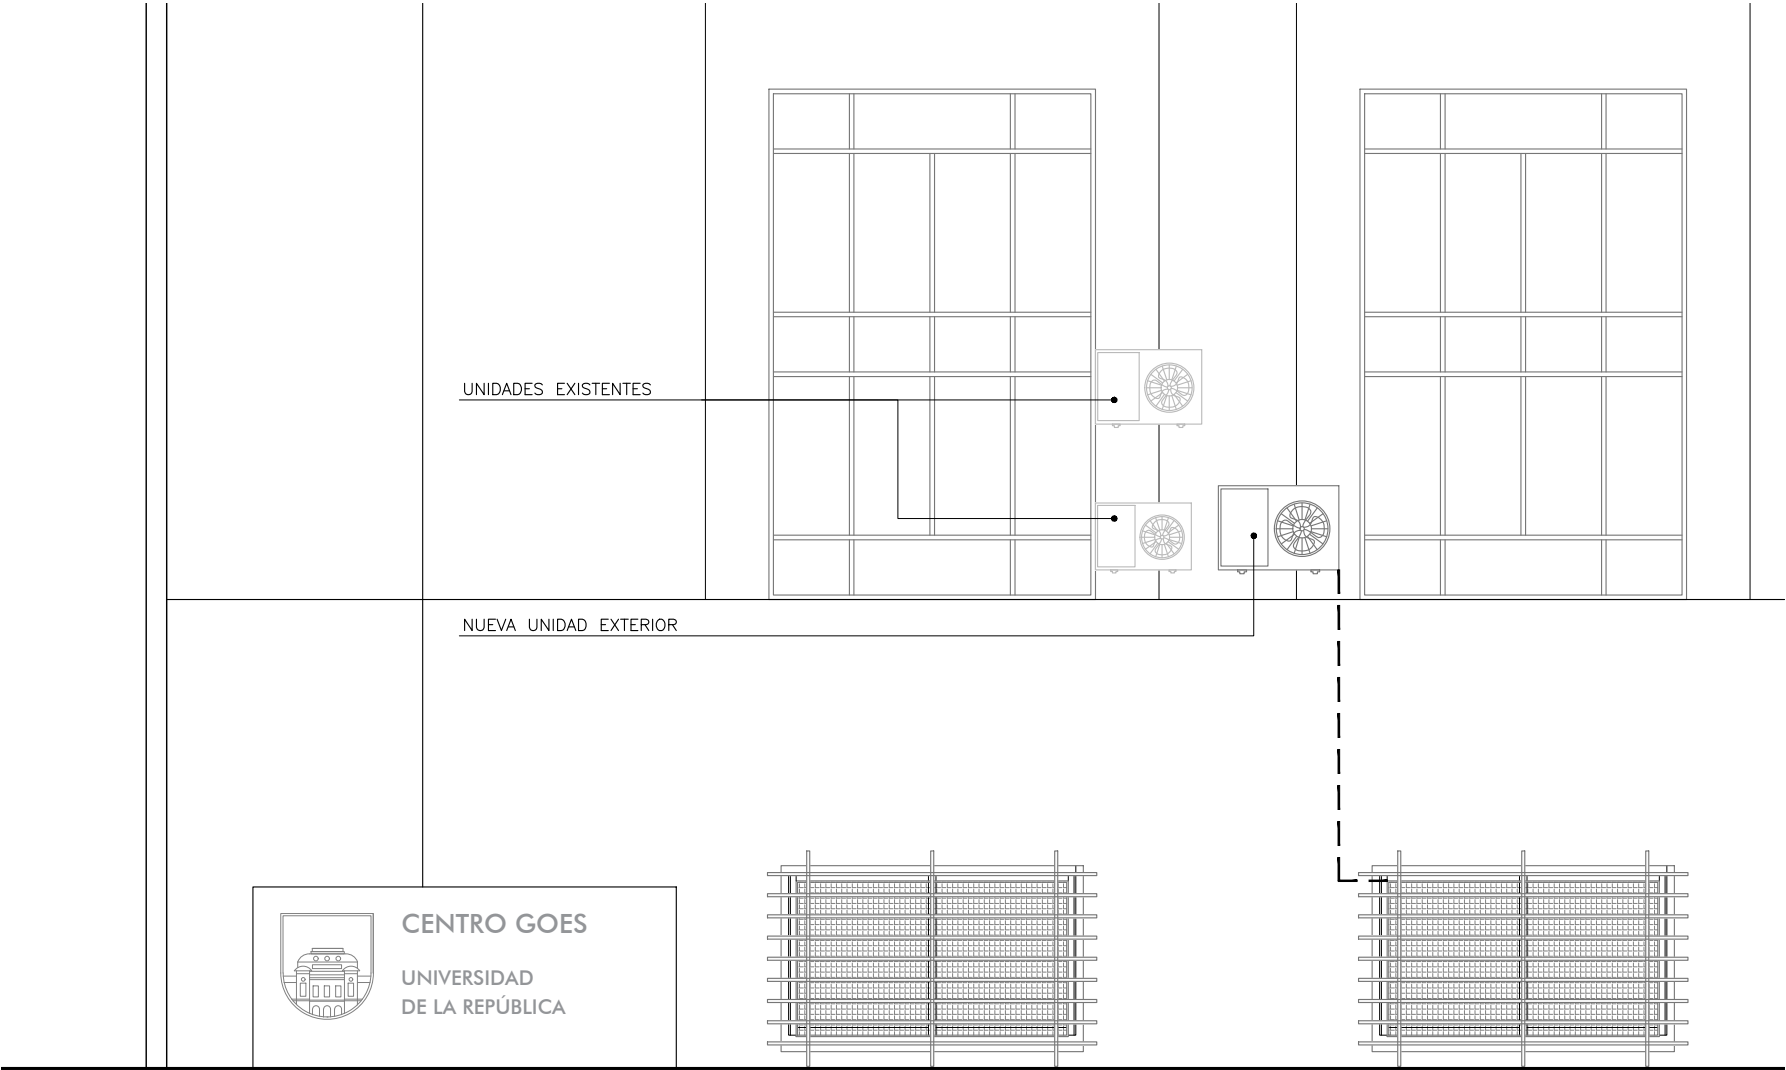 UNIDADES EXISTENTES
NUEVA UNIDAD EXTERIOR
CENTRO GOES
UNIVERSIDAD
DE LA REPÚBLICA